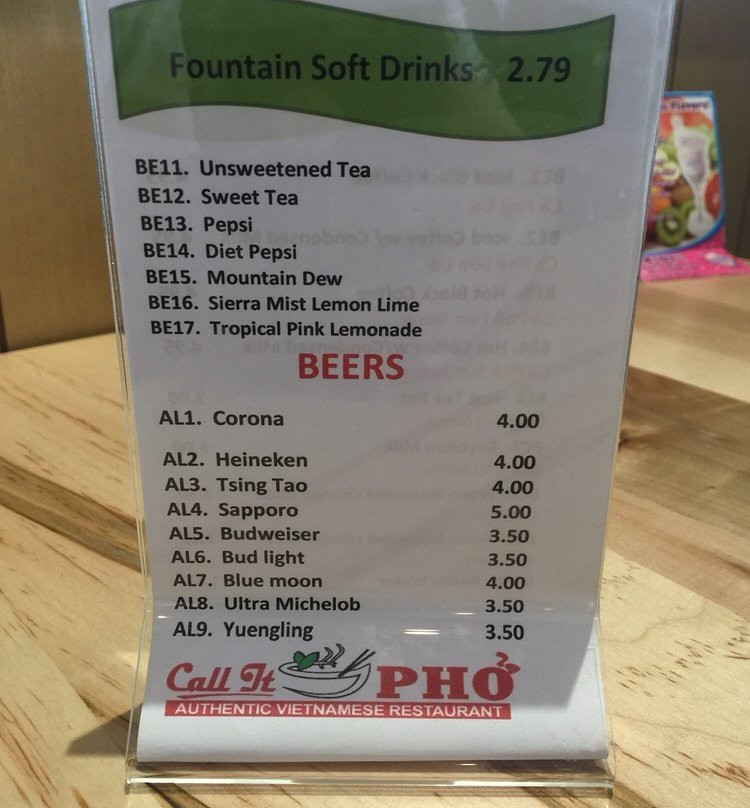 Fountain Soft Drinks 2.79
BE11. Unsweetened Tea
BE12. Sweet Tea
BE13. Pepsi
BE14. Diet Pepsi
BE15. Mountain Dew
BE16. Sierra Mist Lemon Lime
BE17. Tropical Pink Lemonade
BEERS
AL1. Corona 4.00
AL2. Heineken 4.00
AL3. Tsing Tao 4.00
AL4. Sapporo 5.00
AL5. Budweiser 3.50
AL6. Bud light 3.50
AL7. Blue moon 4.00
AL8. Ultra Michelob 3.50
AL9. Yuengling 3.50
Call It PHỞ
AUTHENTIC VIETNAMESE RESTAURANT